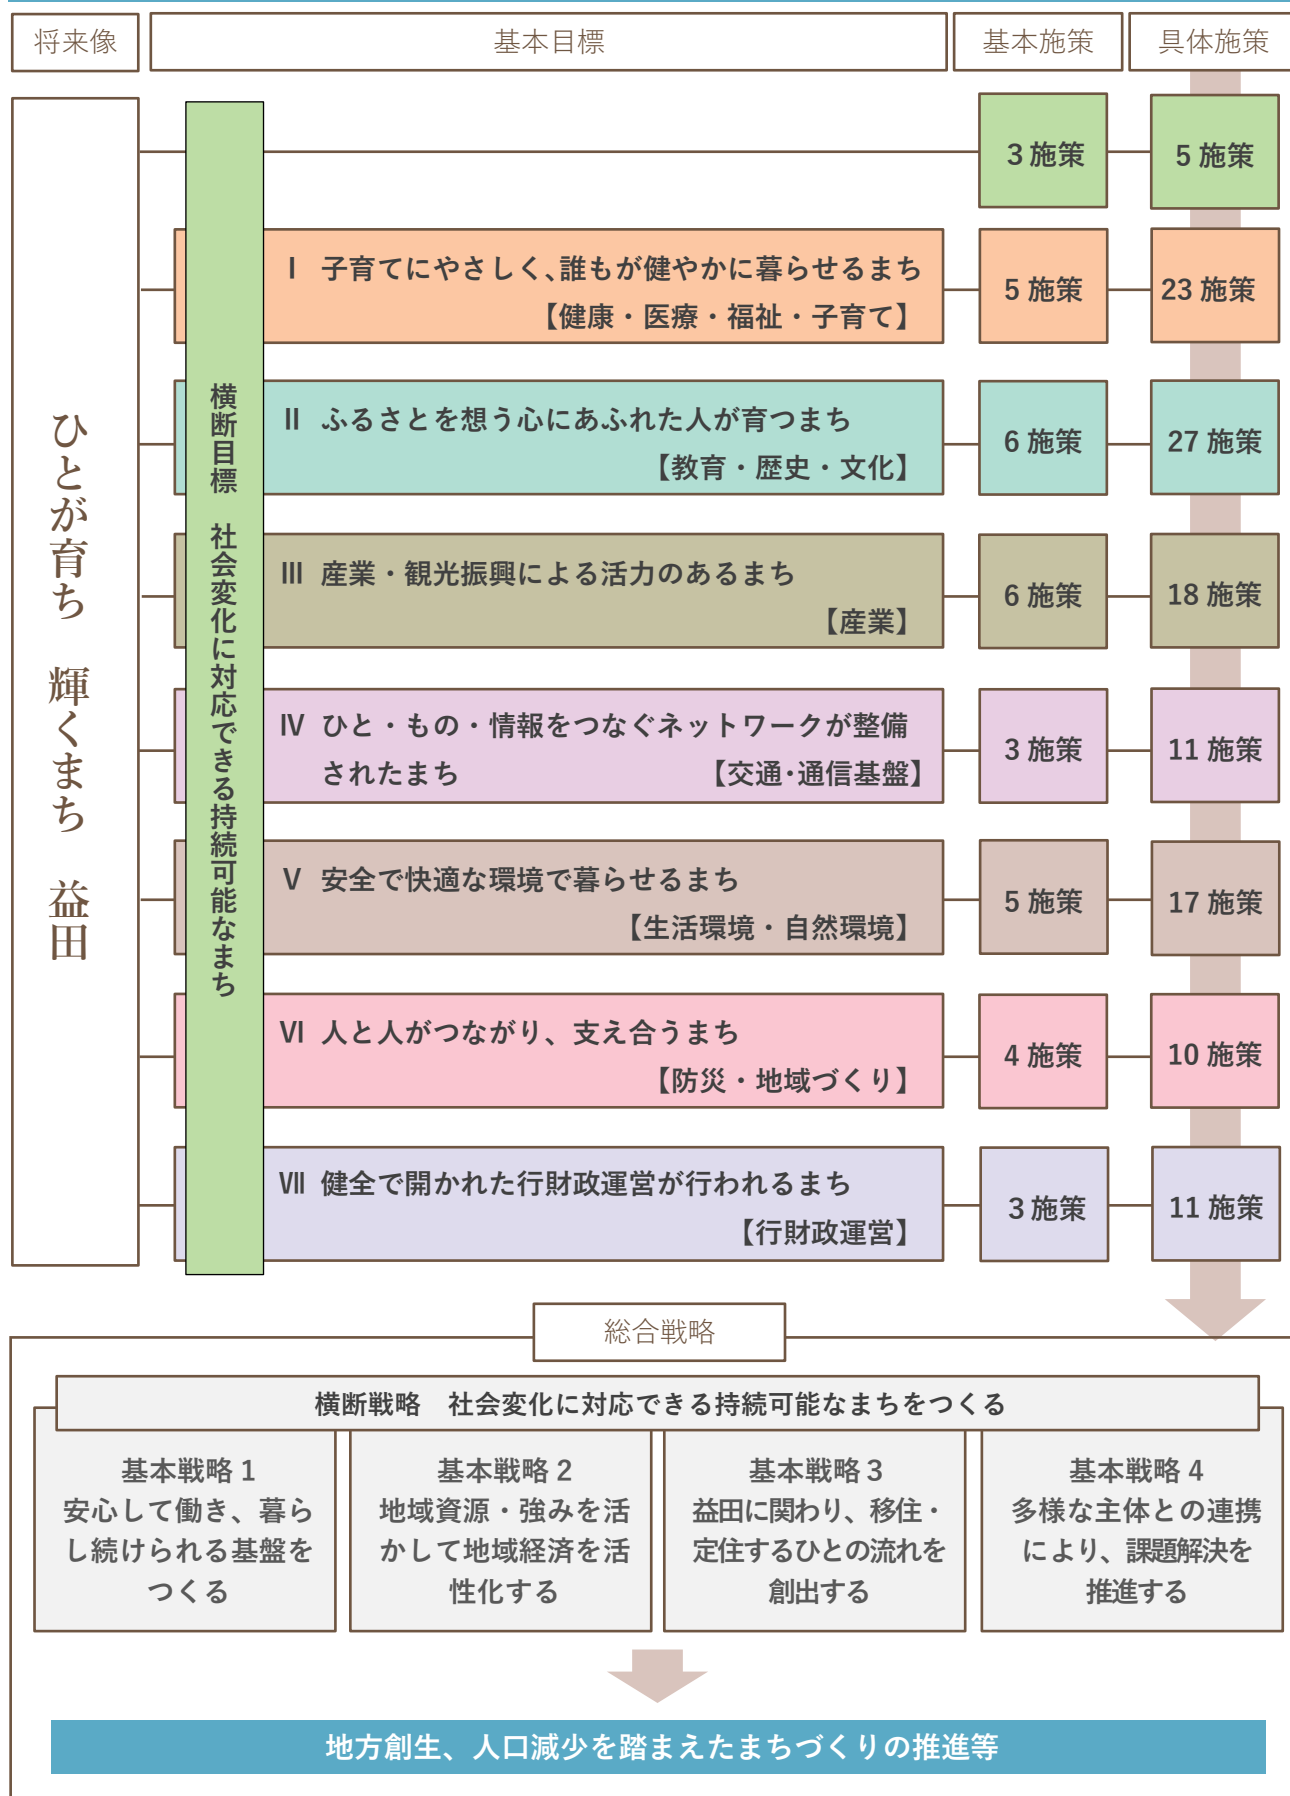 将来像
基本目標
基本施策
具体施策
ひとが育ち　輝くまち　益田
横断目標　社会変化に対応できる持続可能なまち
3 施策
5 施策
Ⅰ 子育てにやさしく、誰もが健やかに暮らせるまち
【健康・医療・福祉・子育て】
5 施策
23 施策
Ⅱ ふるさとを想う心にあふれた人が育つまち
【教育・歴史・文化】
6 施策
27 施策
Ⅲ 産業・観光振興による活力のあるまち
【産業】
6 施策
18 施策
Ⅳ ひと・もの・情報をつなぐネットワークが整備
されたまち 【交通・通信基盤】
3 施策
11 施策
Ⅴ 安全で快適な環境で暮らせるまち
【生活環境・自然環境】
5 施策
17 施策
Ⅵ 人と人がつながり、支え合うまち
【防災・地域づくり】
4 施策
10 施策
Ⅶ 健全で開かれた行財政運営が行われるまち
【行財政運営】
3 施策
11 施策
総合戦略
横断戦略　社会変化に対応できる持続可能なまちをつくる
基本戦略 1
安心して働き、暮ら
し続けられる基盤を
つくる
基本戦略 2
地域資源・強みを活
かして地域経済を活
性化する
基本戦略 3
益田に関わり、移住・
定住するひとの流れを
創出する
基本戦略 4
多様な主体との連携
により、課題解決を
推進する
地方創生、人口減少を踏まえたまちづくりの推進等